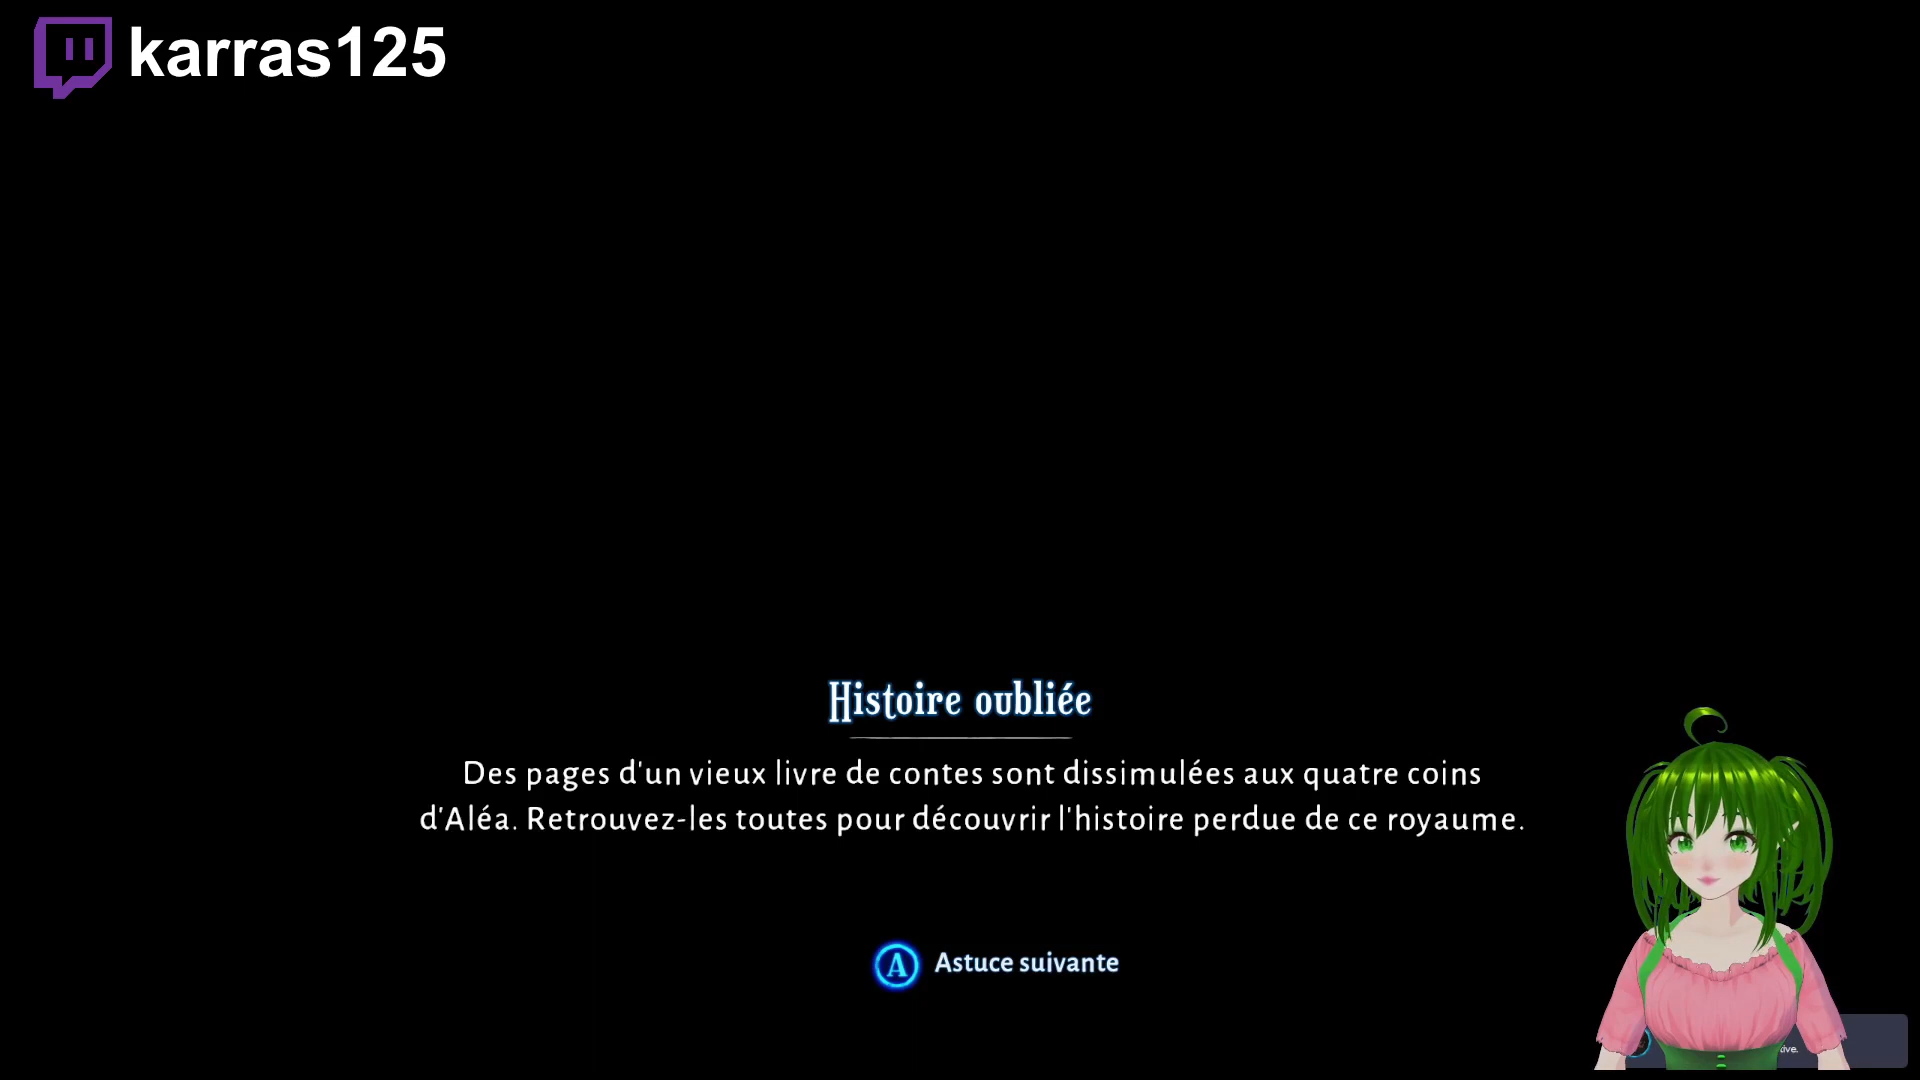 karras125
Histoire oubliée
Des pages d'un vieux livre de contes sont dissimulées aux quatre coins
d'Aléa. Retrouvez-les toutes pour découvrir l'histoire perdue de ce royaume.
A Astuce suivante